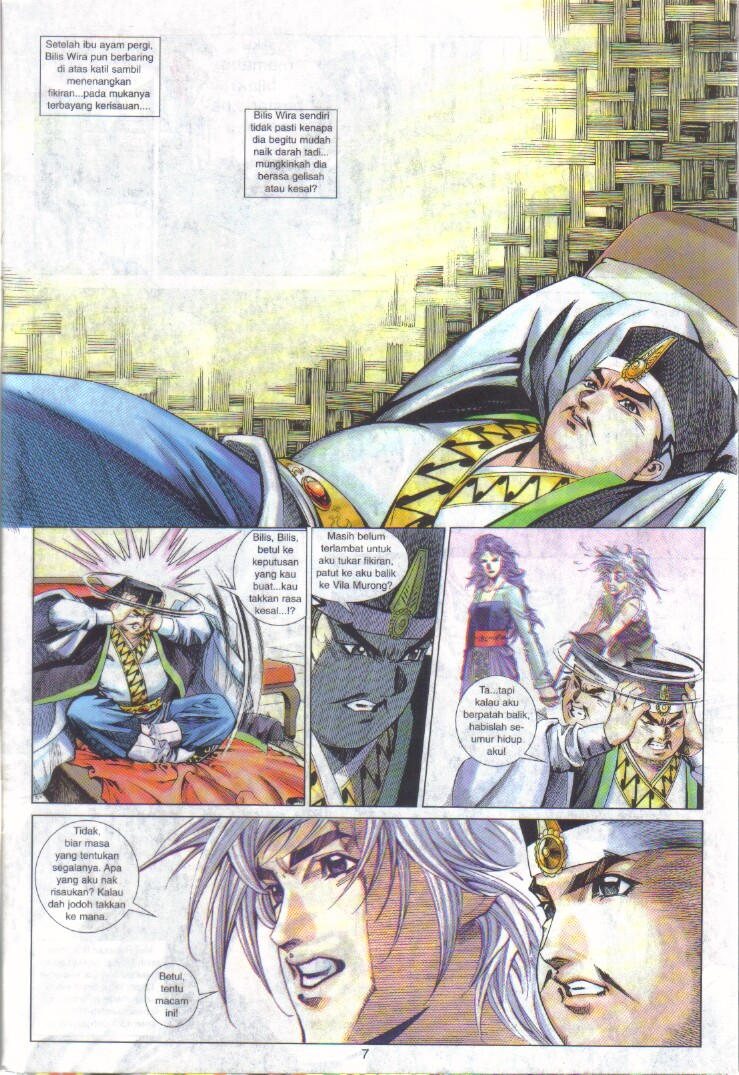 Setelah ibu ayam pergi,
Bilis Wira pun berbaring
di atas katil sambil
menenangkan
fikiran...pada mukanya
terbayang kerisauan....
Bilis Wira sendiri
tidak pasti kenapa
dia begitu mudah
naik darah tadi...
mungkinkah dia
berasa gelisah
atau kesal?
Bilis, Bilis,
betul ke
keputusan
yang kau
buat...kau
takkan rasa
kesal...!?
Masih belum
terlambat untuk
aku tukar fikiran,
patut ke aku balik
ke Vila Murong?
Ta...tapi
kalau aku
berpatah balik,
habislah se-
umur hidup
aku!
Tidak,
biar masa
yang tentukan
segalanya. Apa
yang aku nak
risaukan? Kalau
dah jodoh takkan
ke mana.
Betul,
tentu
macam
ini!
7